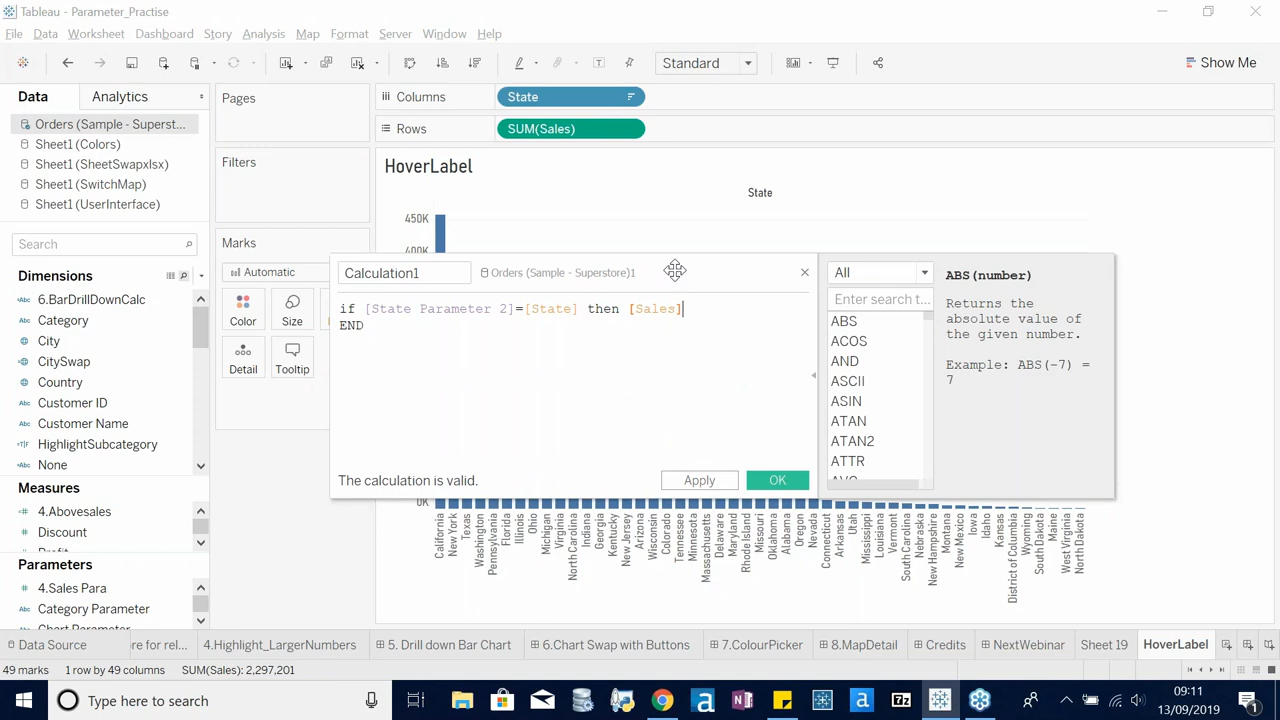 Tableau - Parameter_Practise
File Data Worksheet Dashboard Story Analysis Map Format Server Window Help
Standard
Show Me
Data Analytics
Pages
Columns State
Orders (Sample - Superst...
Rows SUM(Sales)
Sheet1 (Colors)
Sheet1 (SheetSwapxlsx)
Sheet1 (SwitchMap)
Sheet1 (UserInterface)
Filters
HoverLabel
State
450K
400K
Search
Marks
Automatic
Color Size
Detail Tooltip
Dimensions
6.BarDrillDownCalc
Category
City
CitySwap
Country
Customer ID
Customer Name
HighlightSubcategory
None
Measures
4.Abovesales
Discount
Parameters
4.Sales Para
Category Parameter
Calculation1 Orders (Sample - Superstore)1
if [State Parameter 2]=[State] then [Sales]
END
The calculation is valid.
Apply OK
All
Enter search t...
ABS
ACOS
AND
ASCII
ASIN
ATAN
ATAN2
ATTR
ABS(number)
Returns the
absolute value of
the given number.
Example: ABS(-7) =
7
0K
California
New York
Texas
Washington
Pennsylvania
Florida
Illinois
Ohio
Michigan
Virginia
North Carolina
Indiana
Georgia
Kentucky
New Jersey
Arizona
Wisconsin
Colorado
Tennessee
Minnesota
Massachusetts
Maryland
Rhode Island
Missouri
Oklahoma
Alabama
Oregon
Nevada
Connecticut
Arkansas
Utah
Mississippi
Louisiana
Vermont
South Carolina
Nebraska
New Hampshire
Montana
New Mexico
Iowa
Idaho
Kansas
District of Columbia
Wyoming
South Dakota
Maine
West Virginia
North Dakota
Data Source ere for rel... 4.Highlight_LargerNumbers 5. Drill down Bar Chart 6.Chart Swap with Buttons 7.ColourPicker 8.MapDetail Credits NextWebinar Sheet 19 HoverLabel
49 marks 1 row by 49 columns SUM(Sales): 2,297,201
Type here to search
09:11
13/09/2019
1